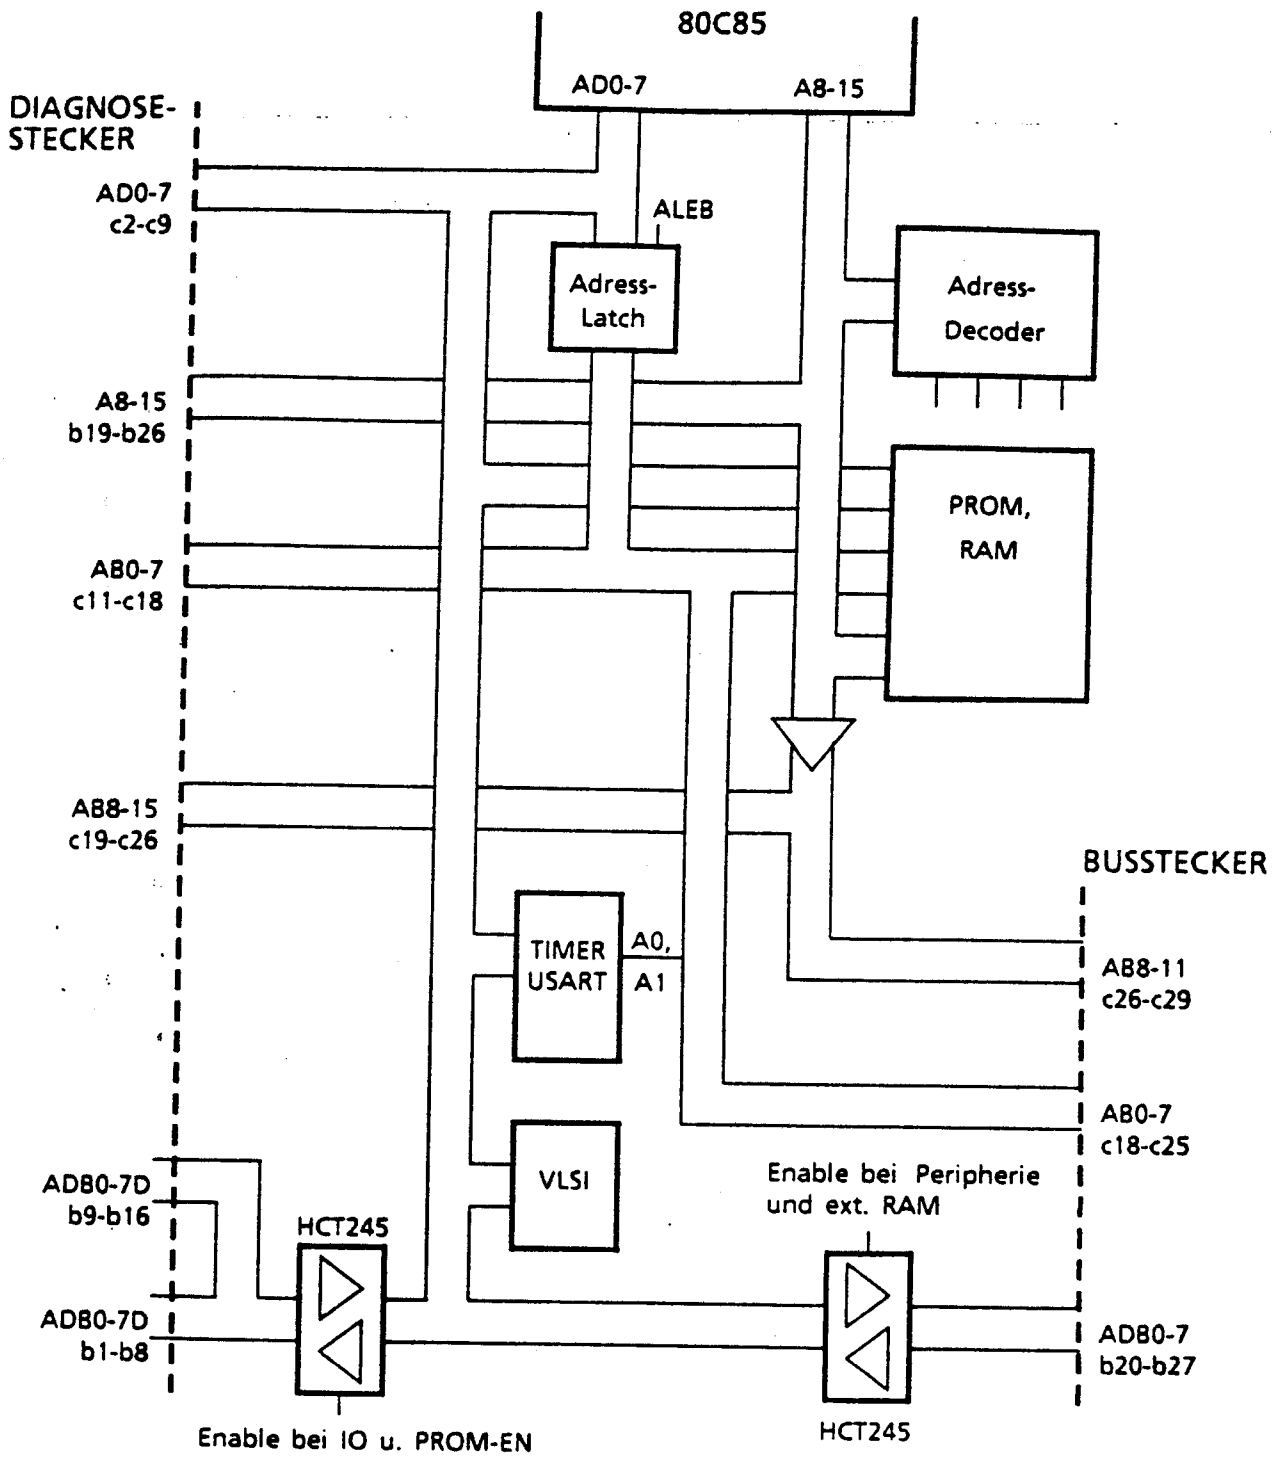 80C85
AD0-7
A8-15
DIAGNOSE-
STECKER
AD0-7
c2-c9
ALEB
Adress-
Latch
Adress-
Decoder
A8-15
b19-b26
PROM,
RAM
AB0-7
c11-c18
AB8-15
c19-c26
BUSSTECKER
TIMER
USART
A0,
A1
AB8-11
c26-c29
AB0-7
c18-c25
VLSI
Enable bei Peripherie
und ext. RAM
ADB0-7D
b9-b16
HCT245
ADB0-7D
b1-b8
ADB0-7
b20-b27
HCT245
Enable bei IO u. PROM-EN